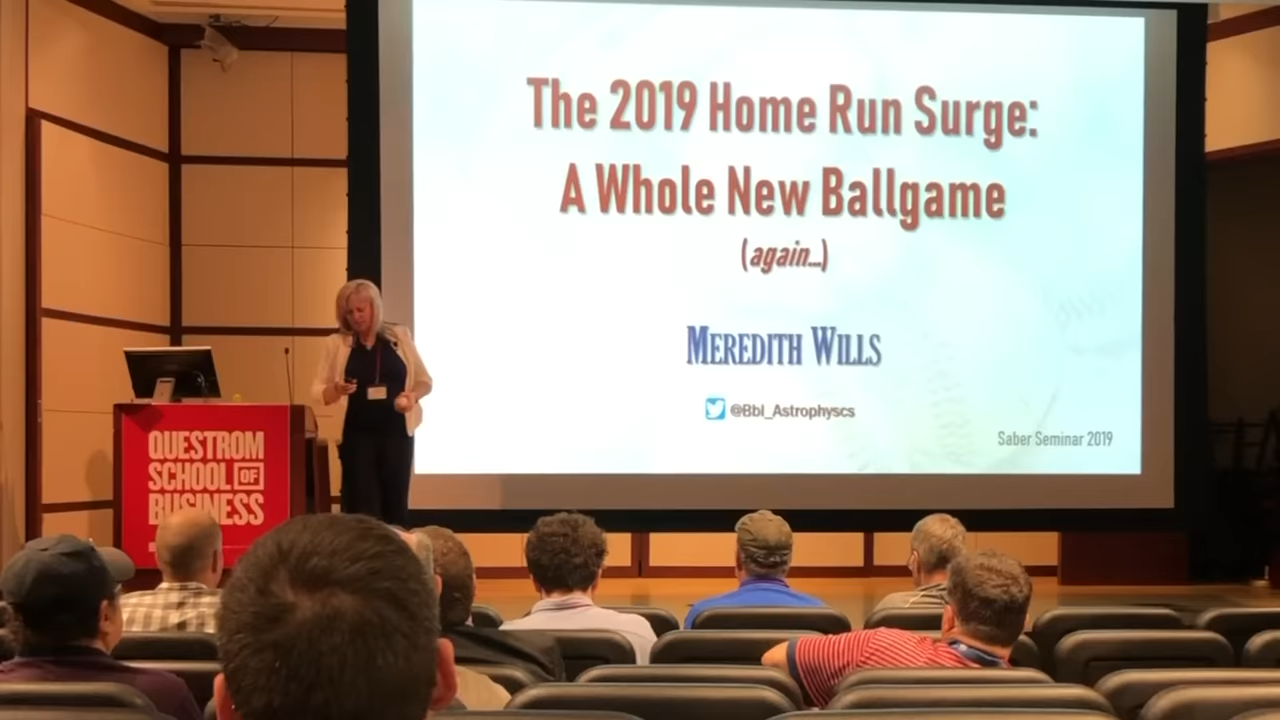 The 2019 Home Run Surge:
A Whole New Ballgame
(again...)
MEREDITH WILLS
@Bbl_Astrophyscs
Saber Seminar 2019
QUESTROM
SCHOOL OF
BUSINESS